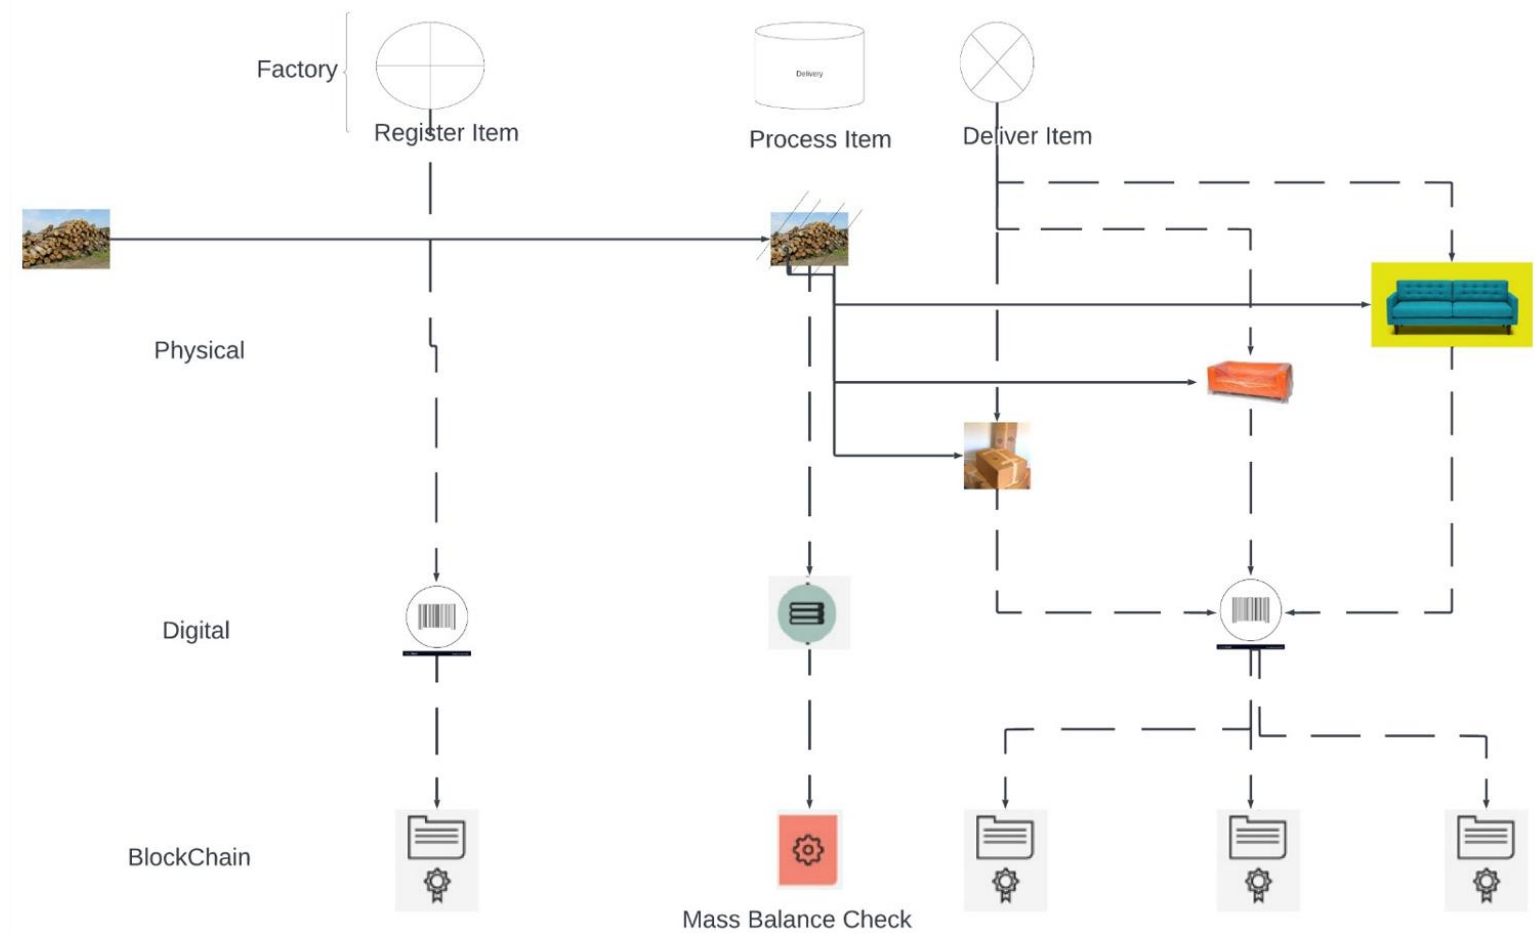 Factory
Delivery
Register Item
Process Item
Deliver Item
Physical
Digital
BlockChain
Mass Balance Check